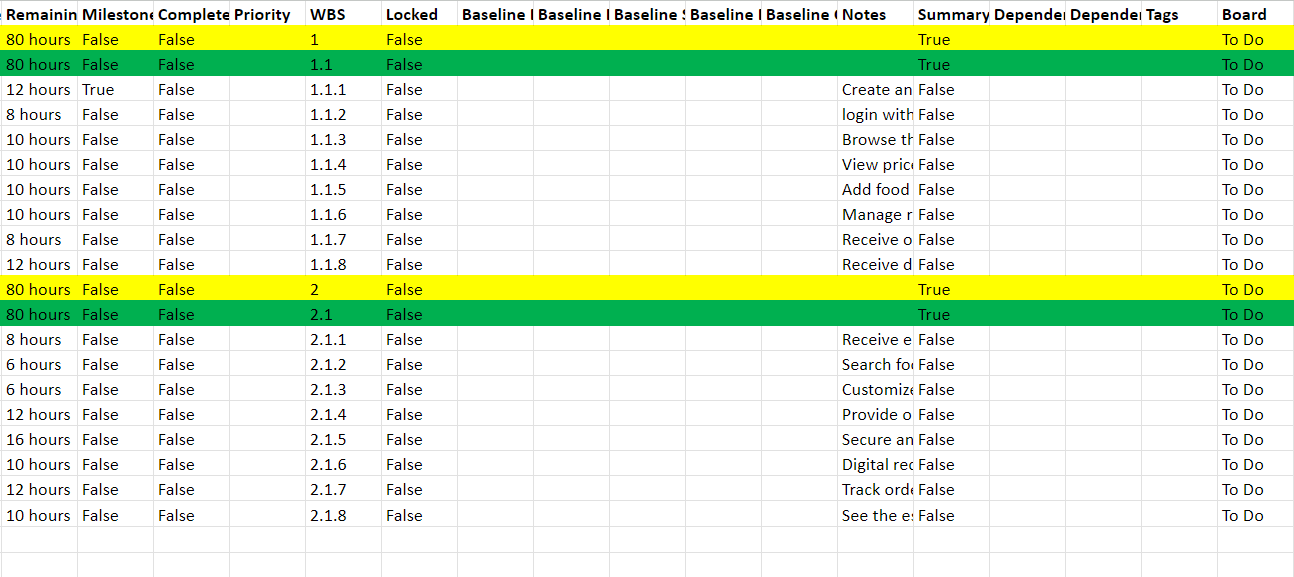 Remainin Milestone Complete Priority WBS Locked Baseline Baseline Baseline Baseline Baseline Notes Summary Depender Depender Tags Board
80 hours False False 1 False True To Do
80 hours False False 1.1 False True To Do
12 hours True False 1.1.1 False Create an False To Do
8 hours False False 1.1.2 False login with False To Do
10 hours False False 1.1.3 False Browse th False To Do
10 hours False False 1.1.4 False View price False To Do
10 hours False False 1.1.5 False Add food False To Do
10 hours False False 1.1.6 False Manage r False To Do
8 hours False False 1.1.7 False Receive o False To Do
12 hours False False 1.1.8 False Receive d False To Do
80 hours False False 2 False True To Do
80 hours False False 2.1 False True To Do
8 hours False False 2.1.1 False Receive e False To Do
6 hours False False 2.1.2 False Search foo False To Do
6 hours False False 2.1.3 False Customize False To Do
12 hours False False 2.1.4 False Provide o False To Do
16 hours False False 2.1.5 False Secure an False To Do
10 hours False False 2.1.6 False Digital rec False To Do
12 hours False False 2.1.7 False Track orde False To Do
10 hours False False 2.1.8 False See the es False To Do